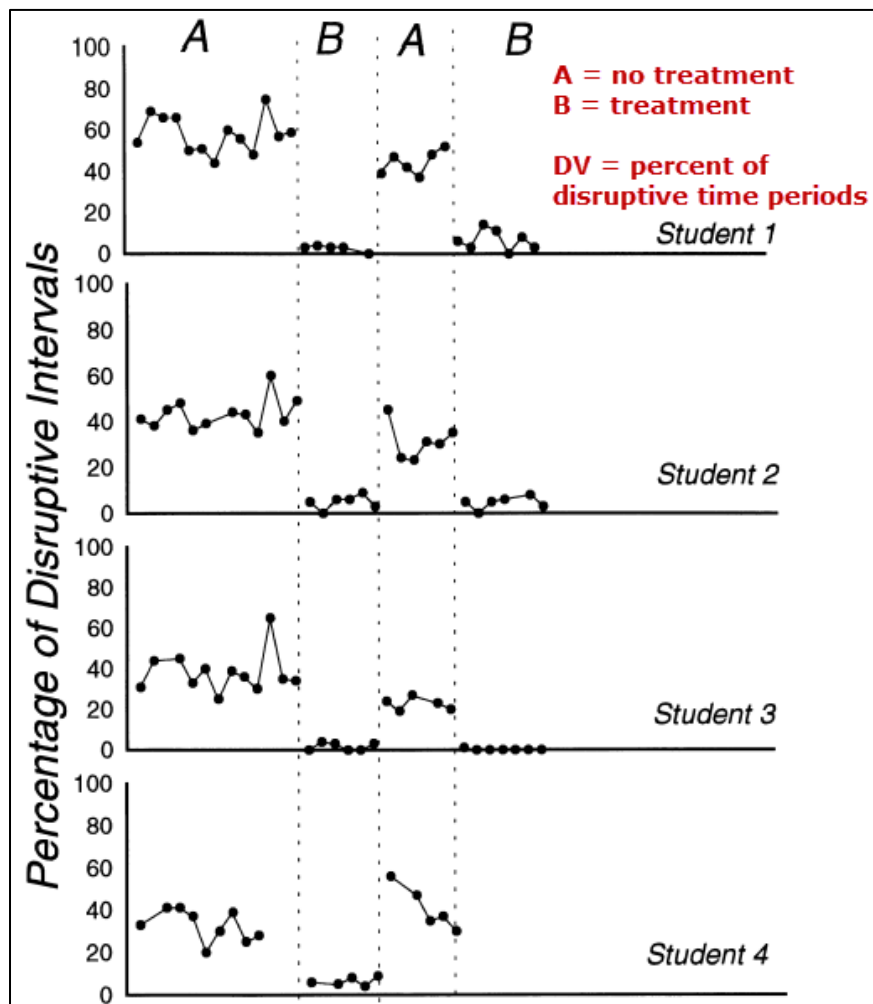 A B A B
A = no treatment
B = treatment
DV = percent of
disruptive time periods
Percentage of Disruptive Intervals
100
80
60
40
20
0
Student 1
100
80
60
40
20
0
Student 2
100
80
60
40
20
0
Student 3
100
80
60
40
20
0
Student 4